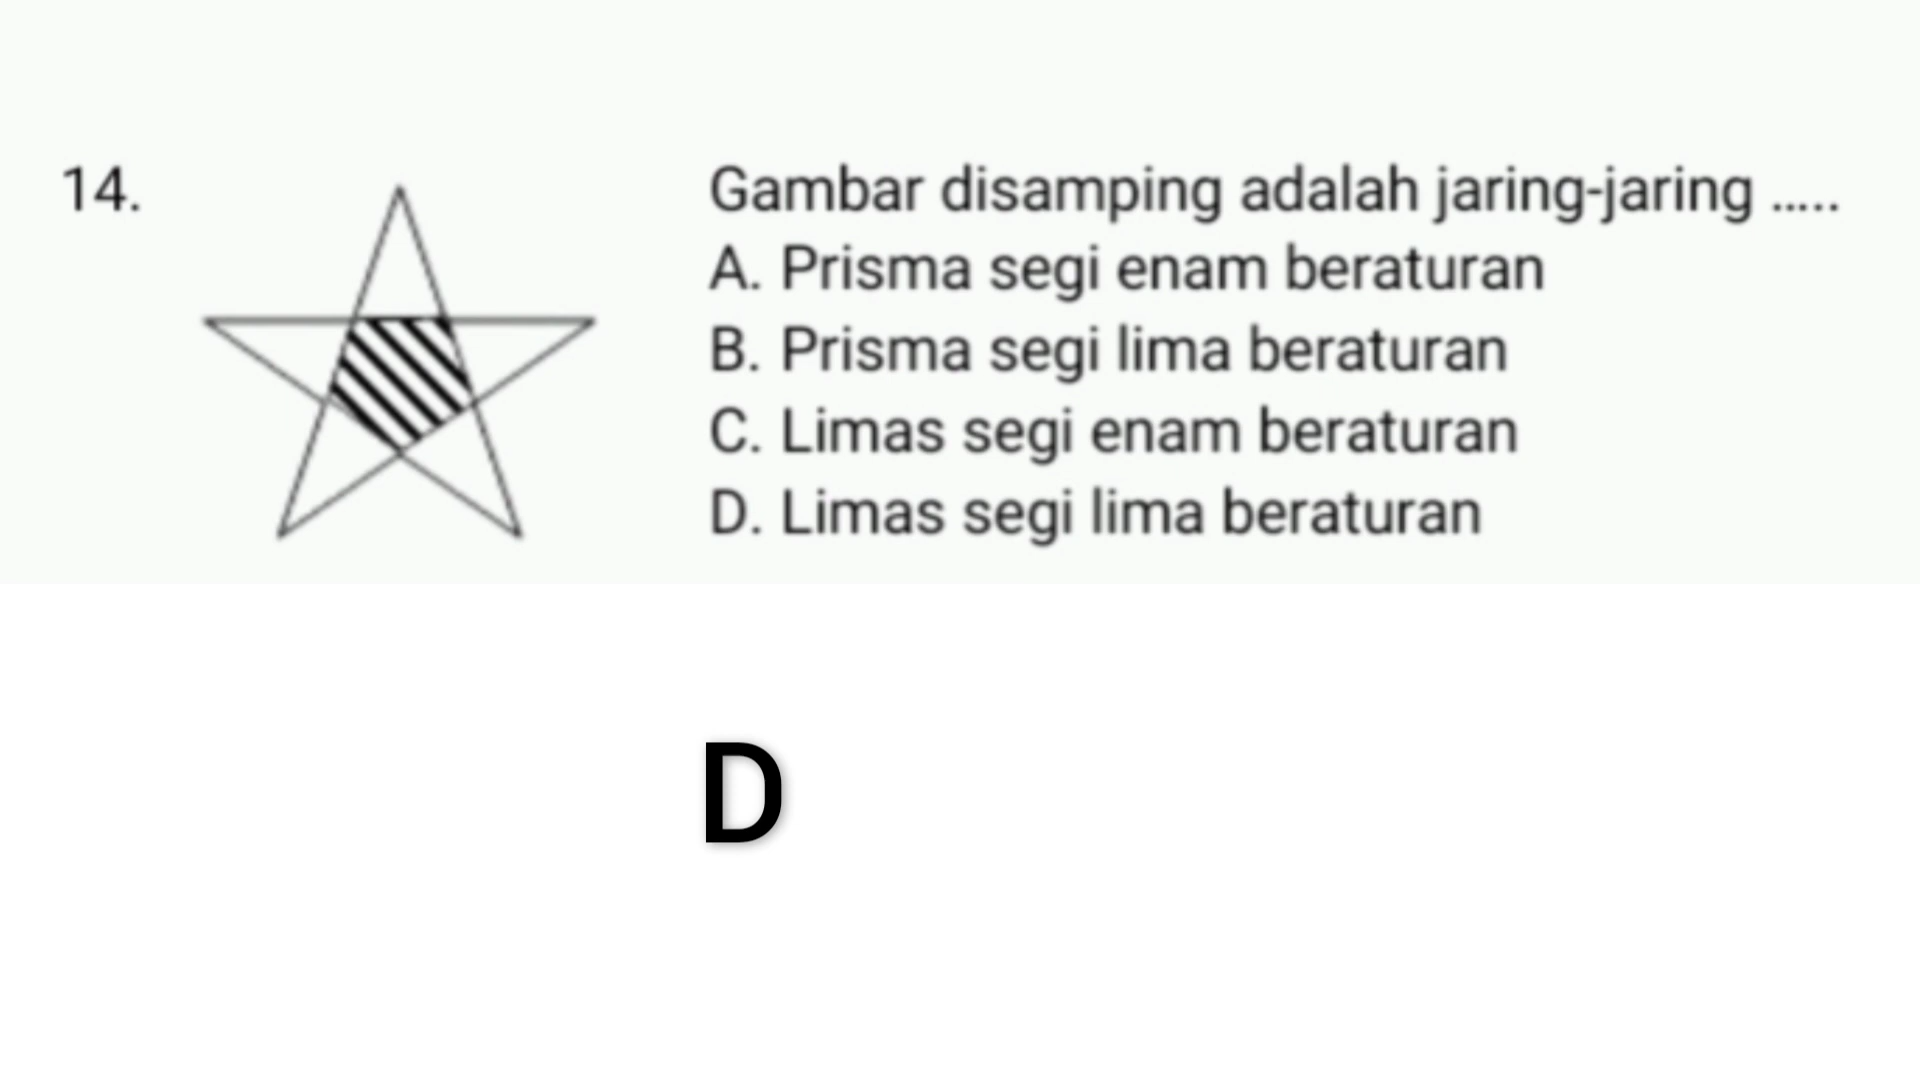 14.
Gambar disamping adalah jaring-jaring .....
A. Prisma segi enam beraturan
B. Prisma segi lima beraturan
C. Limas segi enam beraturan
D. Limas segi lima beraturan
D